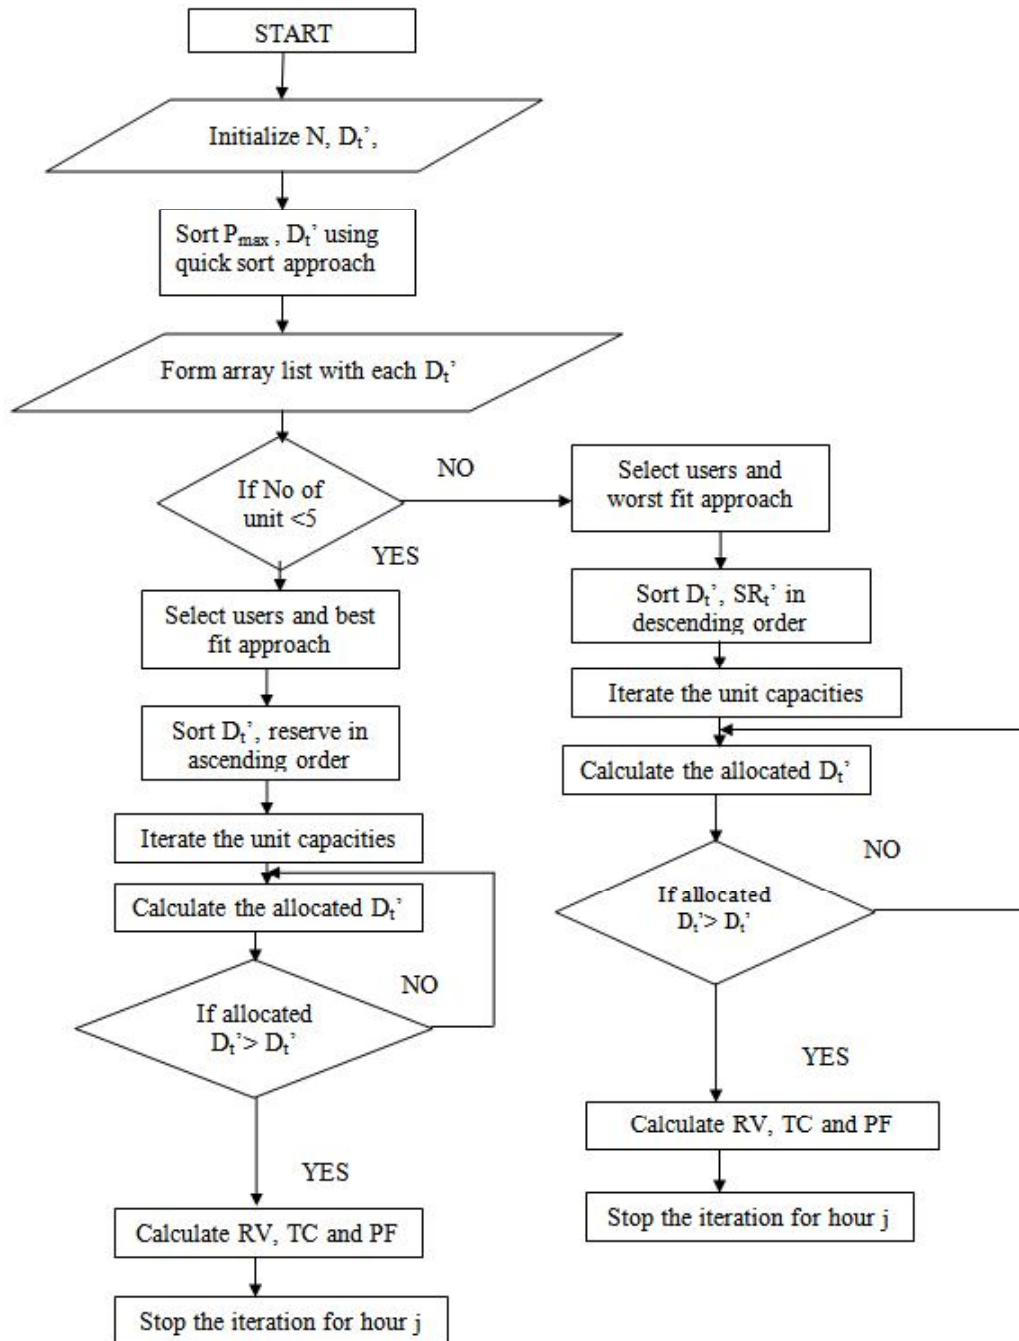 START
Initialize N, Dₜ’,
Sort Pₘₐₓ , Dₜ’ using
quick sort approach
Form array list with each Dₜ’
If No of
unit <5
NO
YES
Select users and
worst fit approach
Sort Dₜ’, SRₜ’ in
descending order
Iterate the unit capacities
Calculate the allocated Dₜ’
If allocated
Dₜ’> Dₜ’
NO
YES
Calculate RV, TC and PF
Stop the iteration for hour j
Select users and best
fit approach
Sort Dₜ’, reserve in
ascending order
Iterate the unit capacities
Calculate the allocated Dₜ’
If allocated
Dₜ’> Dₜ’
NO
YES
Calculate RV, TC and PF
Stop the iteration for hour j